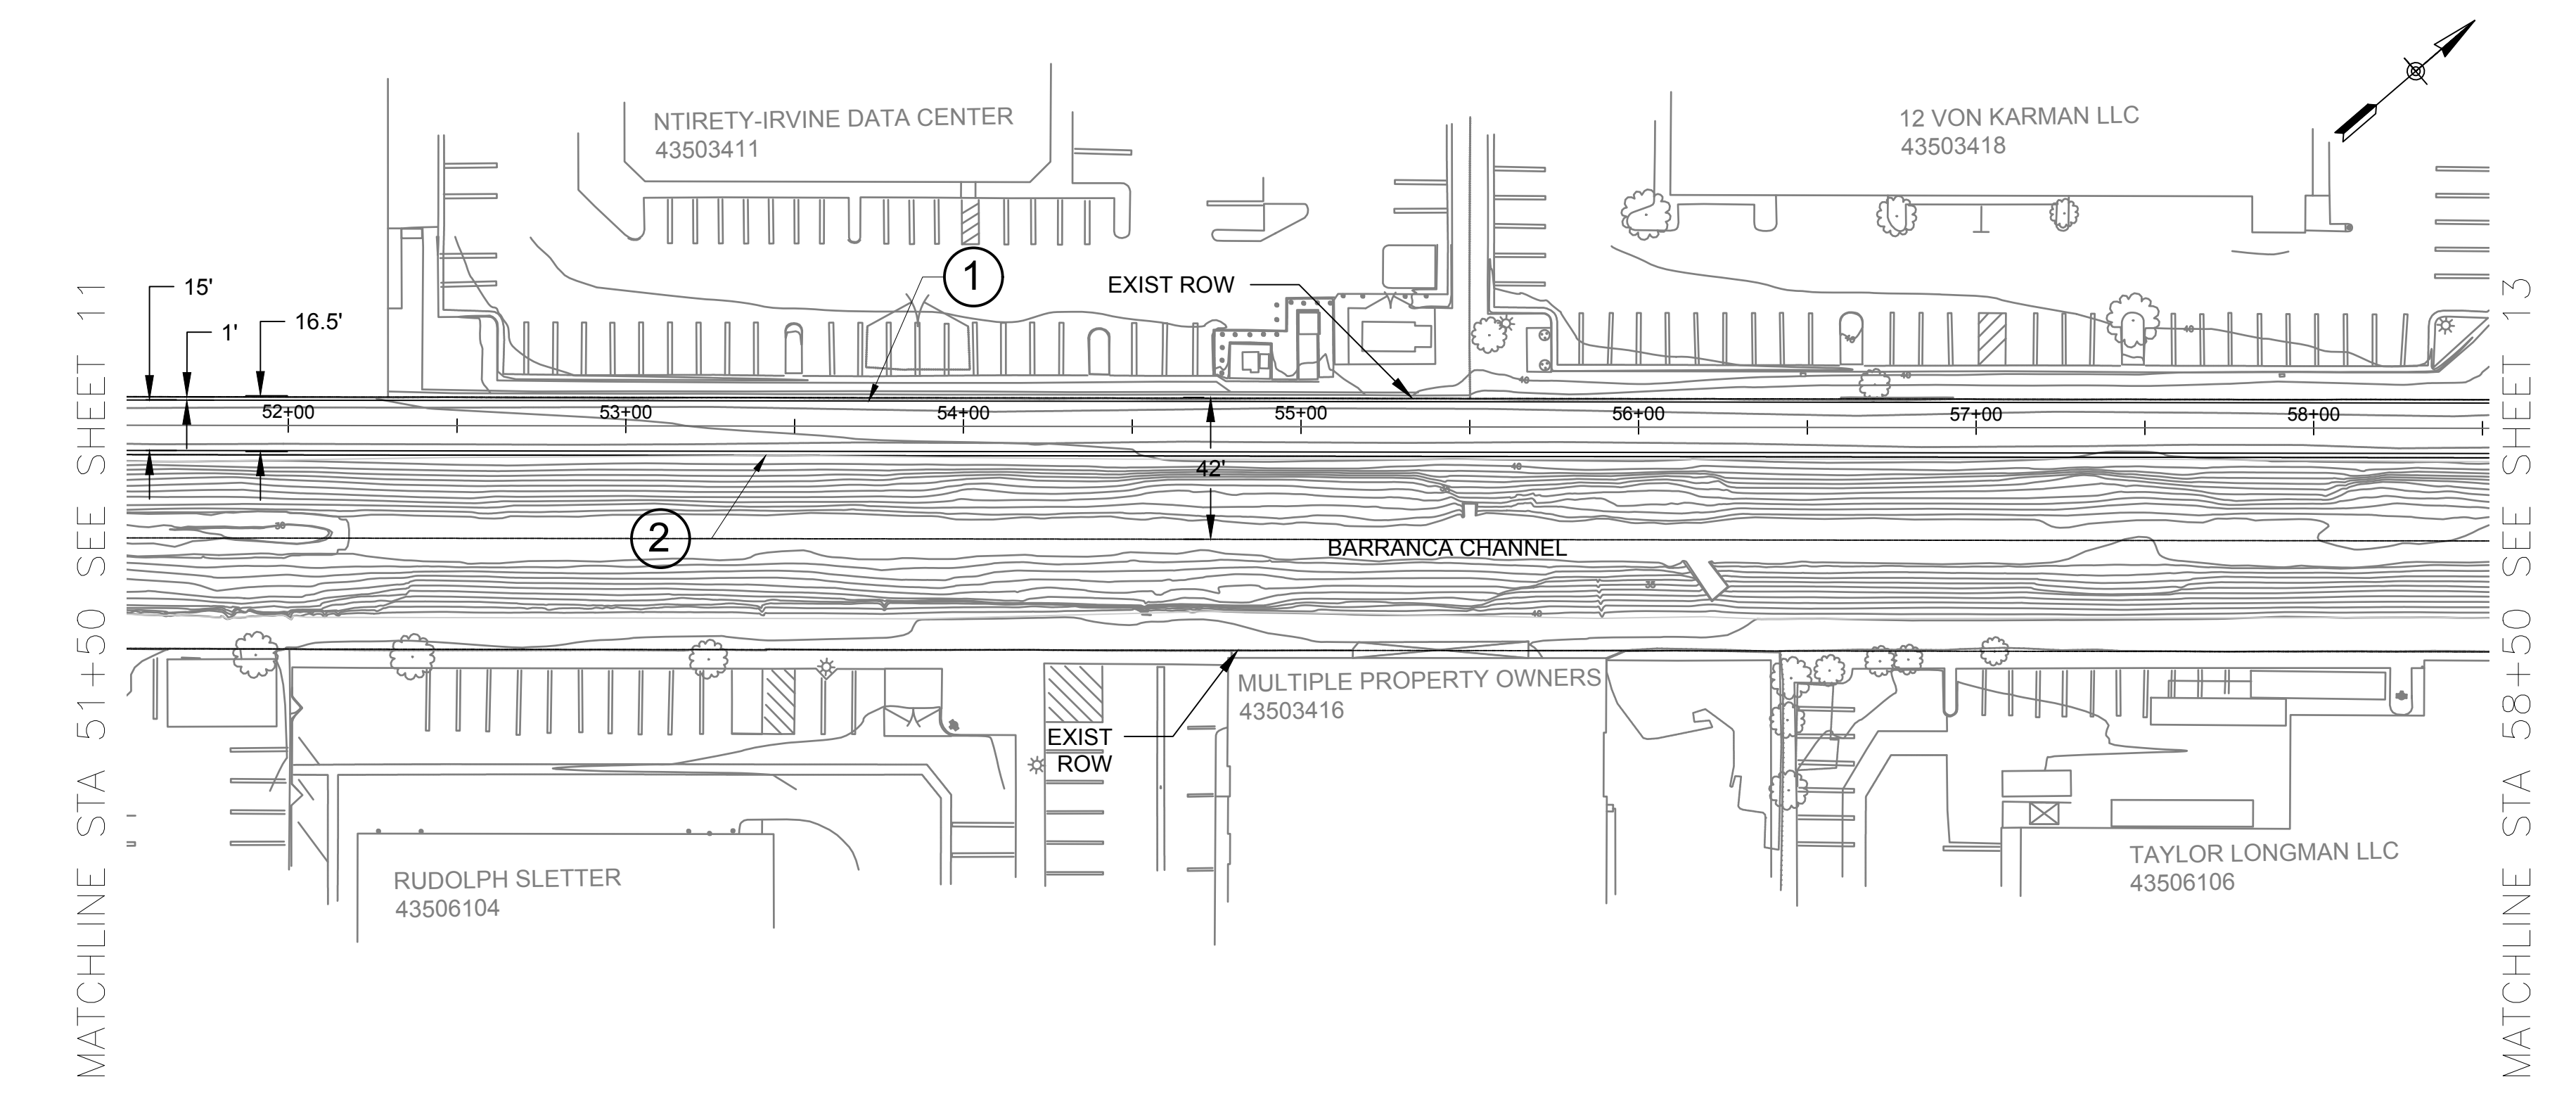 NTIRETY-IRVINE DATA CENTER
43503411
12 VON KARMAN LLC
43503418
1
EXIST ROW
15'
1'
16.5'
MATCHLINE STA 51+50 SEE SHEET 11
MATCHLINE STA 58+50 SEE SHEET 13
52+00
53+00
54+00
55+00
56+00
57+00
58+00
42'
2
BARRANCA CHANNEL
MULTIPLE PROPERTY OWNERS
43503416
EXIST
ROW
RUDOLPH SLETTER
43506104
TAYLOR LONGMAN LLC
43506106